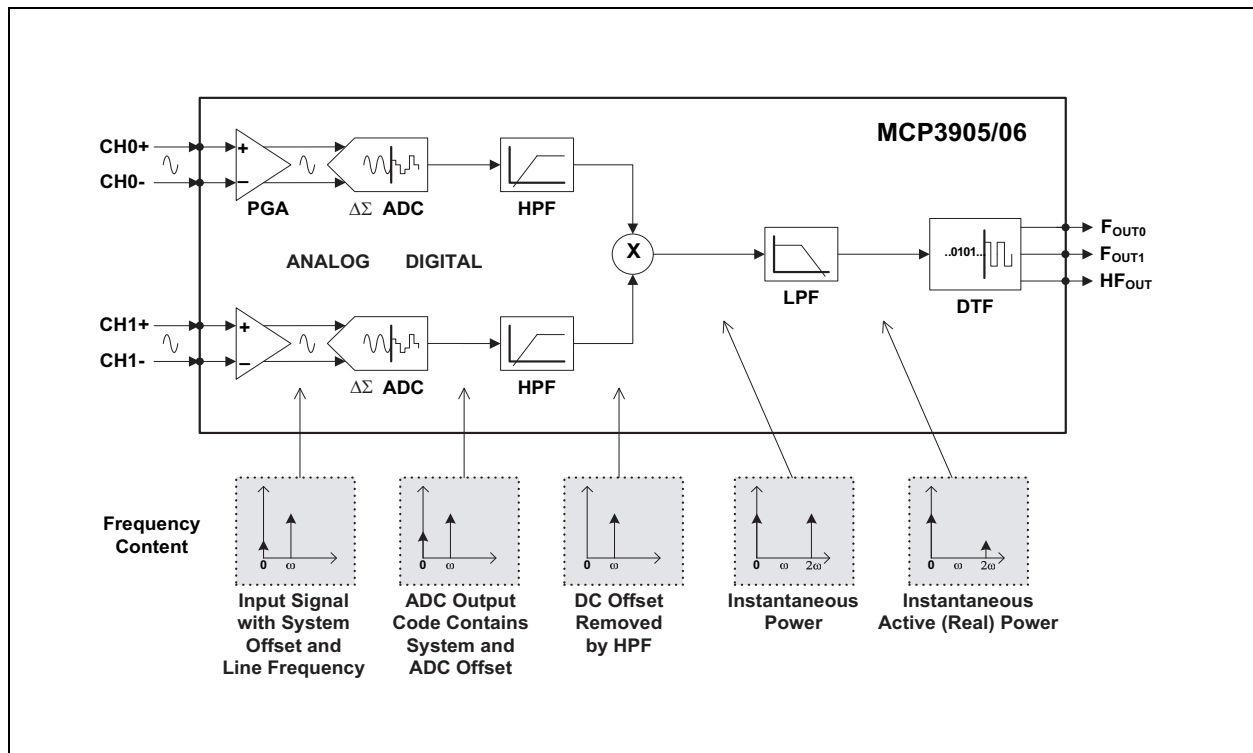 MCP3905/06
CH0+
CH0-
+
–
PGA
ΔΣ ADC
HPF
ANALOG DIGITAL
X
LPF
..0101..
DTF
FOUT0
FOUT1
HFOUT
CH1+
CH1-
+
–
ΔΣ ADC
HPF
Frequency
Content
0 ω
0 ω
0 ω
0 ω 2ω
0 ω 2ω
Input Signal
with System
Offset and
Line Frequency
ADC Output
Code Contains
System and
ADC Offset
DC Offset
Removed
by HPF
Instantaneous
Power
Instantaneous
Active (Real) Power